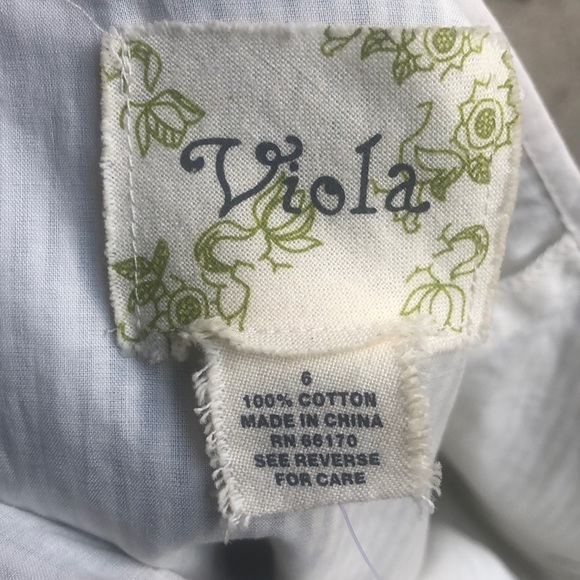 Viola
6
100% COTTON
MADE IN CHINA
RN 66170
SEE REVERSE
FOR CARE